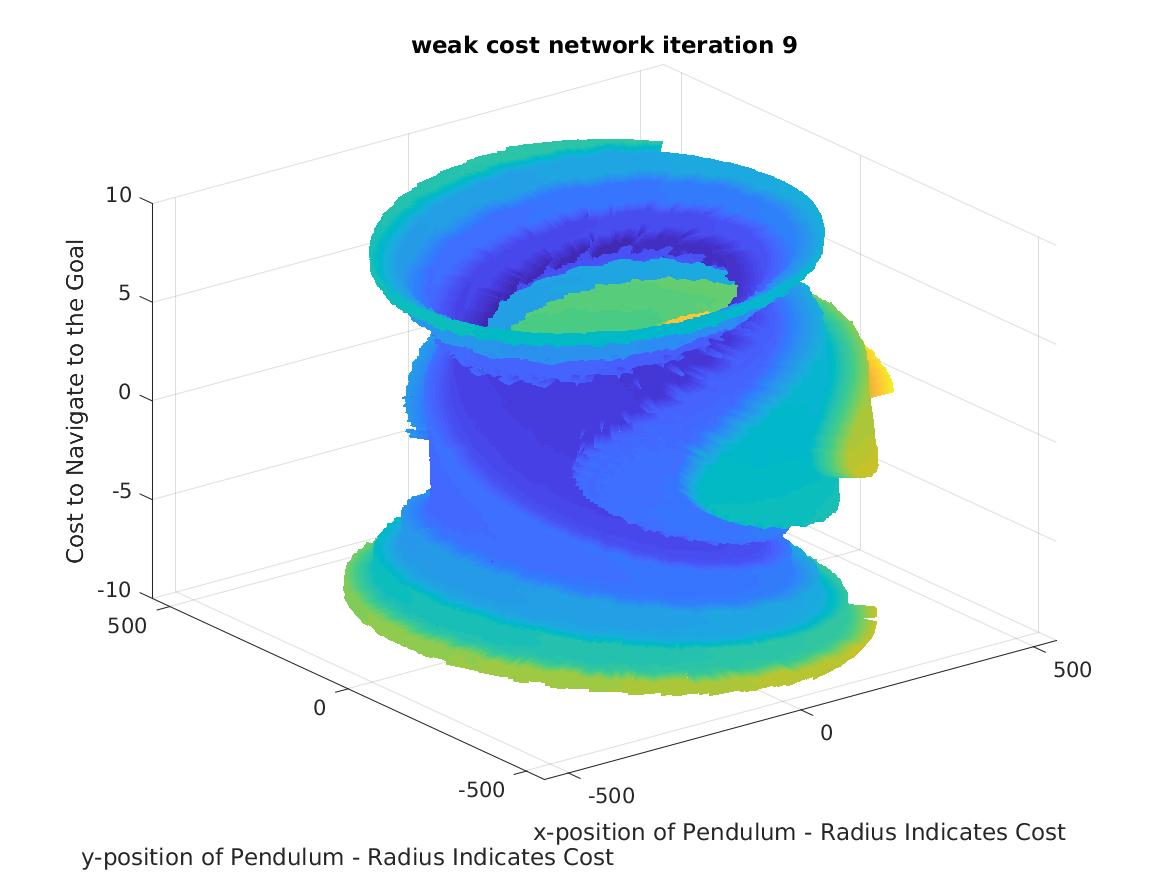 weak cost network iteration 9
Cost to Navigate to the Goal
10
5
0
-5
-10
500
0
-500
-500
0
500
x-position of Pendulum - Radius Indicates Cost
y-position of Pendulum - Radius Indicates Cost